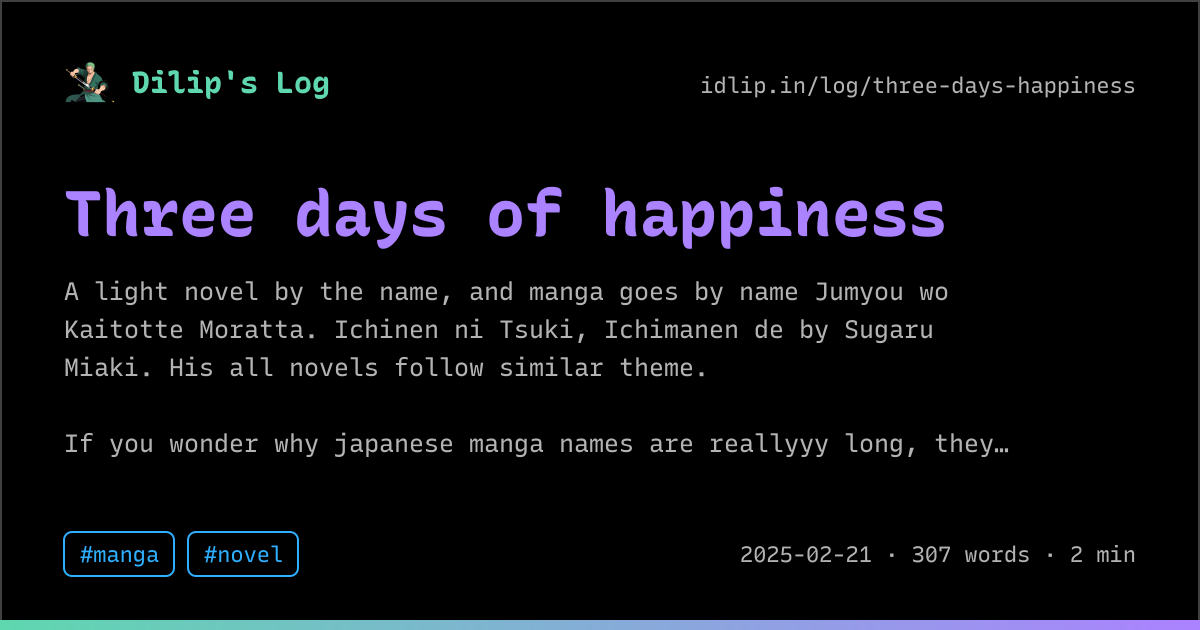 Dilip's Log
idlip.in/log/three-days-happiness
Three days of happiness
A light novel by the name, and manga goes by name Jumyou wo
Kaitotte Moratta. Ichinen ni Tsuki, Ichimanen de by Sugaru
Miaki. His all novels follow similar theme.
If you wonder why japanese manga names are reallyyy long, they…
#manga #novel
2025-02-21 · 307 words · 2 min